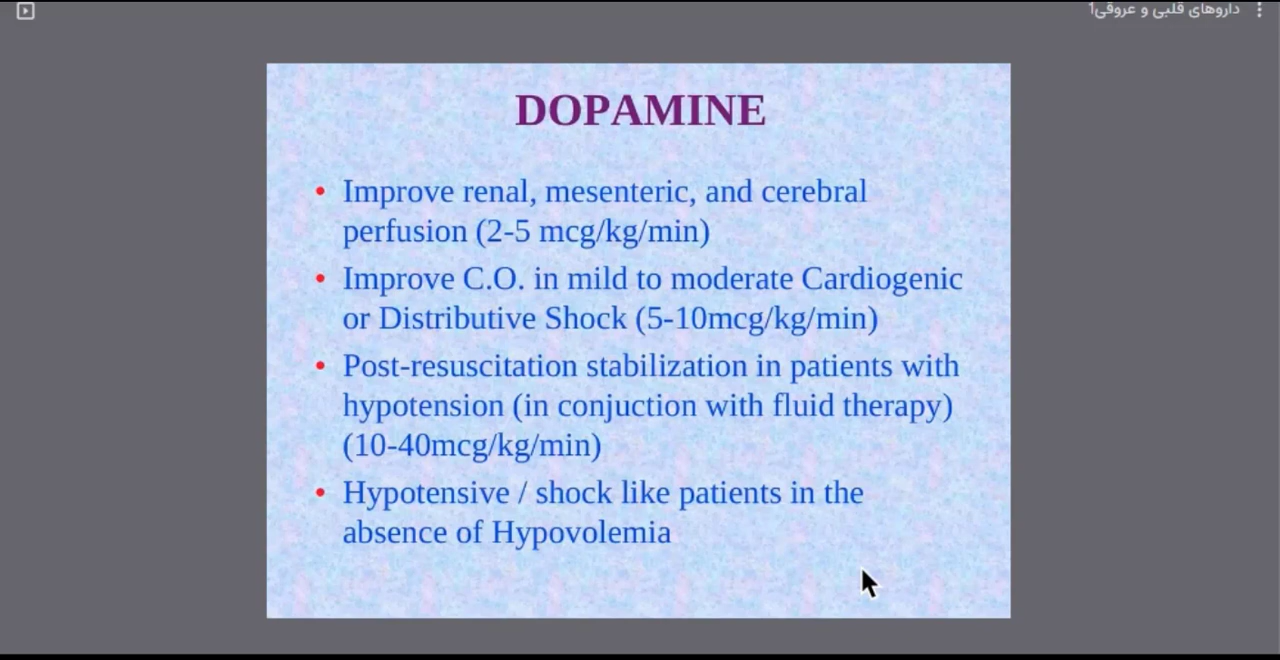 داروهای قلبی و عروقی1
DOPAMINE
• Improve renal, mesenteric, and cerebral
perfusion (2-5 mcg/kg/min)
• Improve C.O. in mild to moderate Cardiogenic
or Distributive Shock (5-10mcg/kg/min)
• Post-resuscitation stabilization in patients with
hypotension (in conjuction with fluid therapy)
(10-40mcg/kg/min)
• Hypotensive / shock like patients in the
absence of Hypovolemia